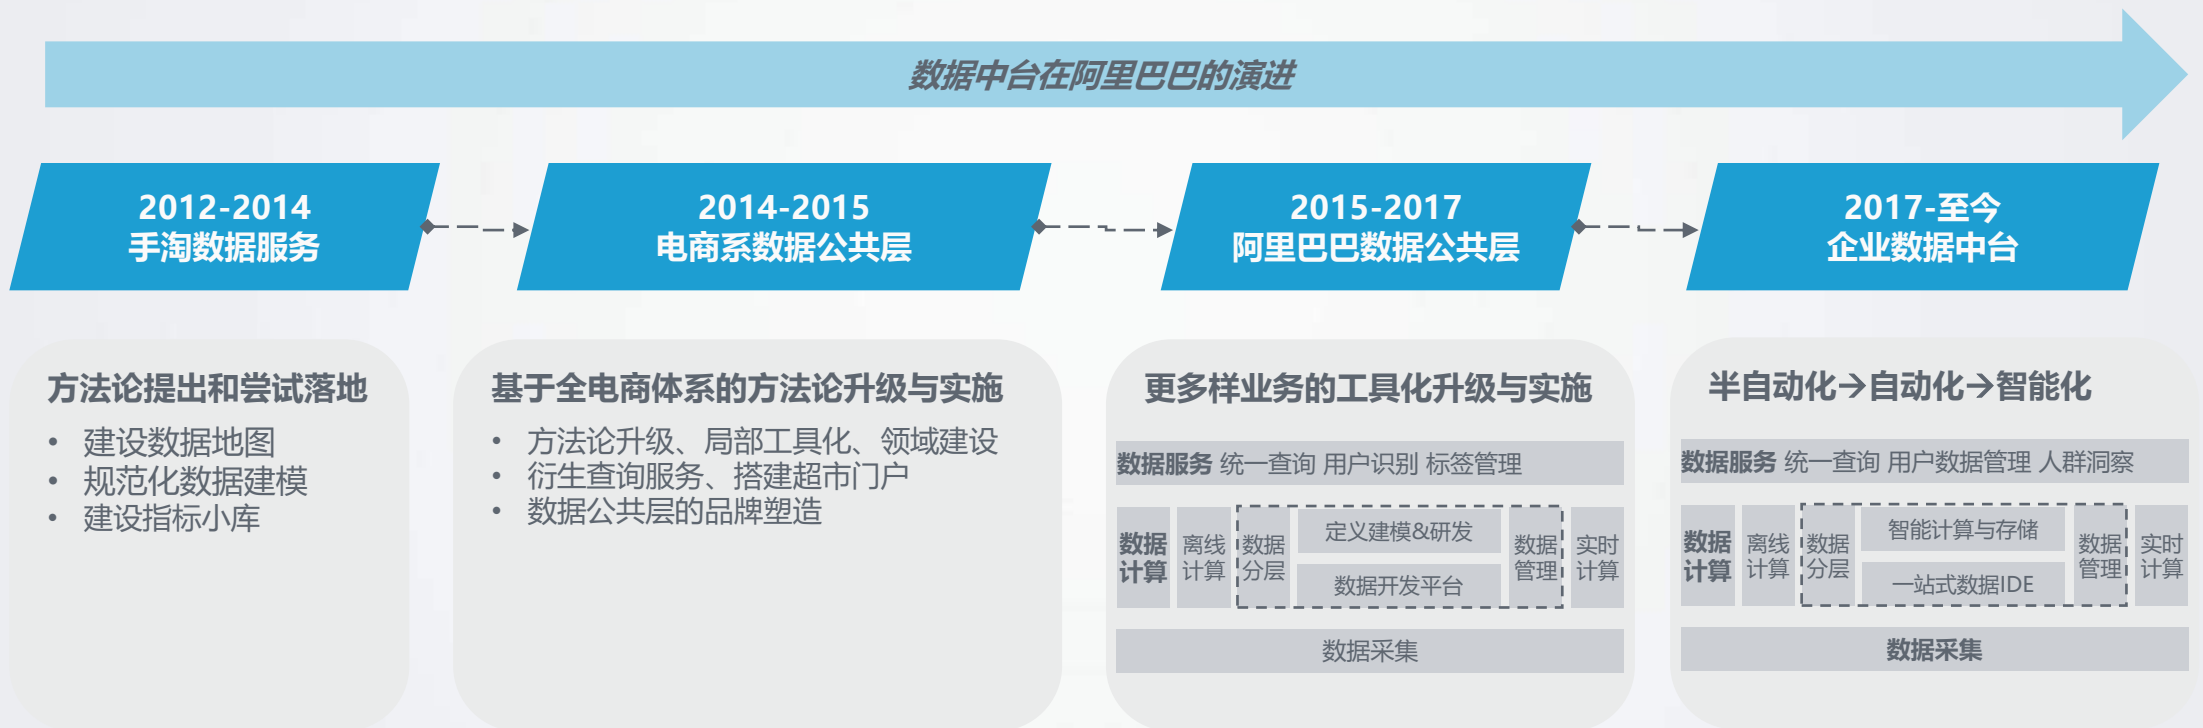 数据中台在阿里巴巴的演进
2012-2014
手淘数据服务
2014-2015
电商系数据公共层
2015-2017
阿里巴巴数据公共层
2017-至今
企业数据中台
方法论提出和尝试落地
• 建设数据地图
• 规范化数据建模
• 建设指标小库
基于全电商体系的方法论升级与实施
• 方法论升级、局部工具化、领域建设
• 衍生查询服务、搭建超市门户
• 数据公共层的品牌塑造
更多样业务的工具化升级与实施
数据服务 统一查询 用户识别 标签管理
数据
计算
离线
计算
数据
分层
定义建模&研发
数据开发平台
数据
管理
实时
计算
数据采集
半自动化→自动化→智能化
数据服务 统一查询 用户数据管理 人群洞察
数据
计算
离线
计算
数据
分层
智能计算与存储
一站式数据IDE
数据
管理
实时
计算
数据采集